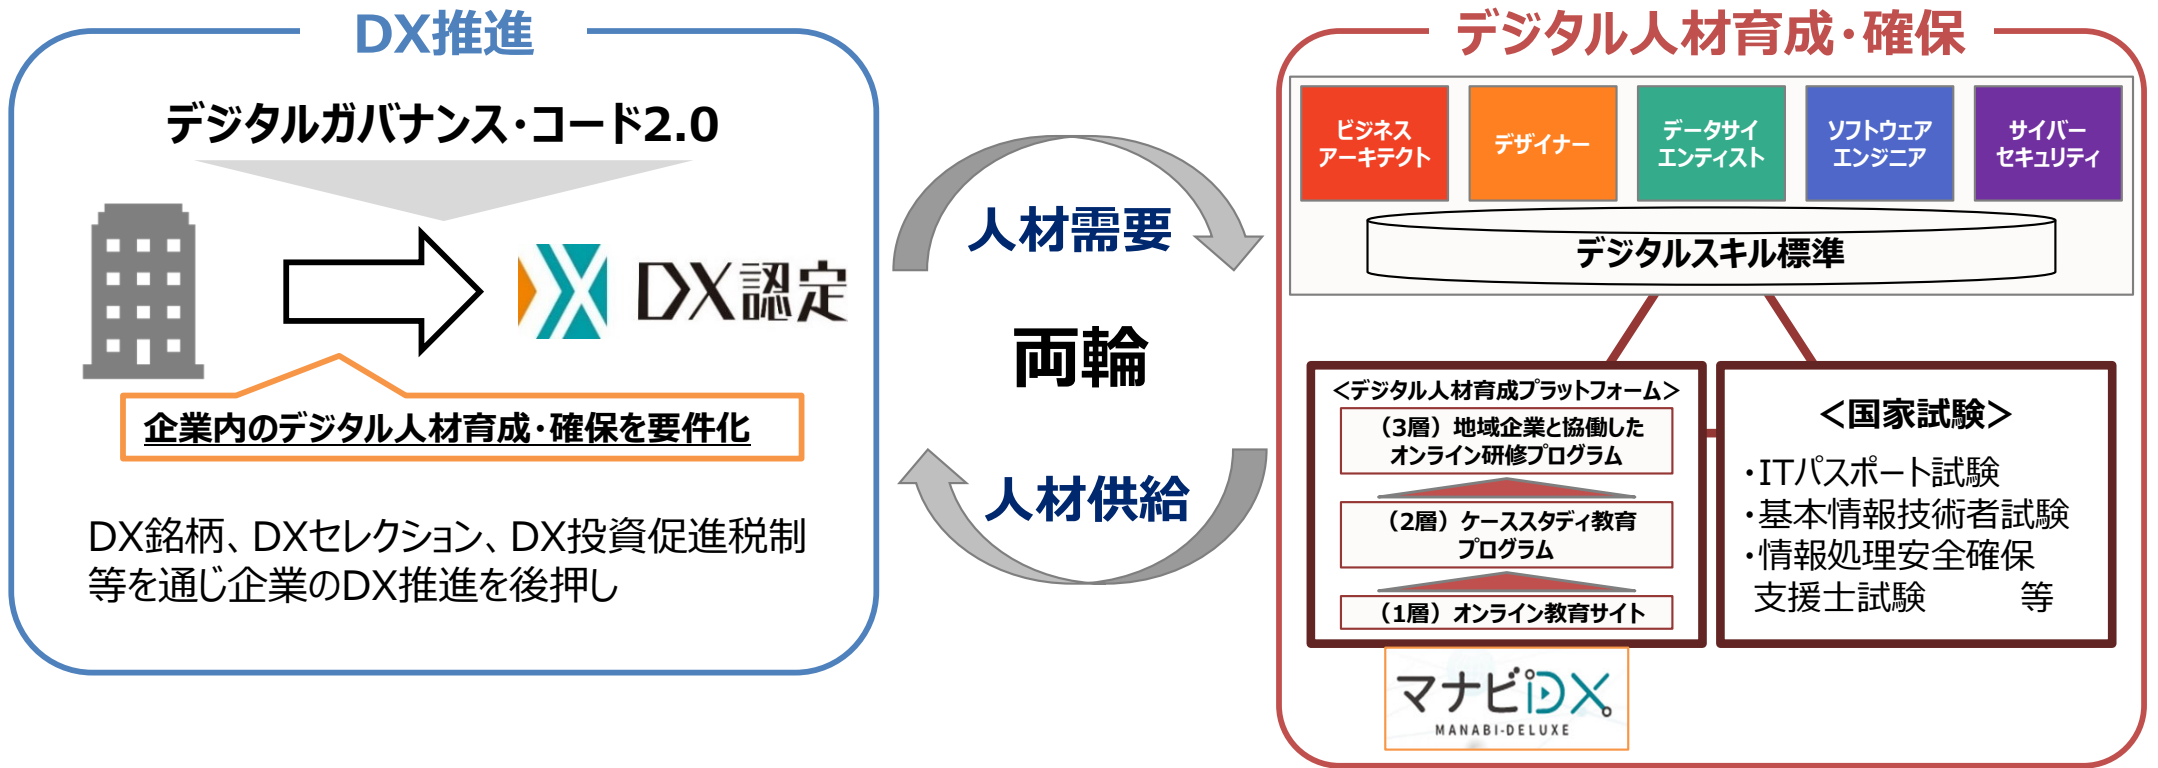 DX推進
デジタルガバナンス・コード2.0
DX認定
企業内のデジタル人材育成・確保を要件化
DX銘柄、DXセレクション、DX投資促進税制
等を通じ企業のDX推進を後押し
人材需要
両輪
人材供給
デジタル人材育成・確保
ビジネス
アーキテクト
デザイナー
データサイ
エンティスト
ソフトウェア
エンジニア
サイバー
セキュリティ
デジタルスキル標準
＜デジタル人材育成プラットフォーム＞
（3層）地域企業と協働した
オンライン研修プログラム
（2層）ケーススタディ教育
プログラム
（1層）オンライン教育サイト
マナビDX
MANABI-DELUXE
＜国家試験＞
・ITパスポート試験
・基本情報技術者試験
・情報処理安全確保
支援士試験　　　等